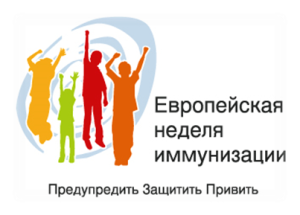 Европейская
неделя
иммунизации
Предупредить Защитить Привить